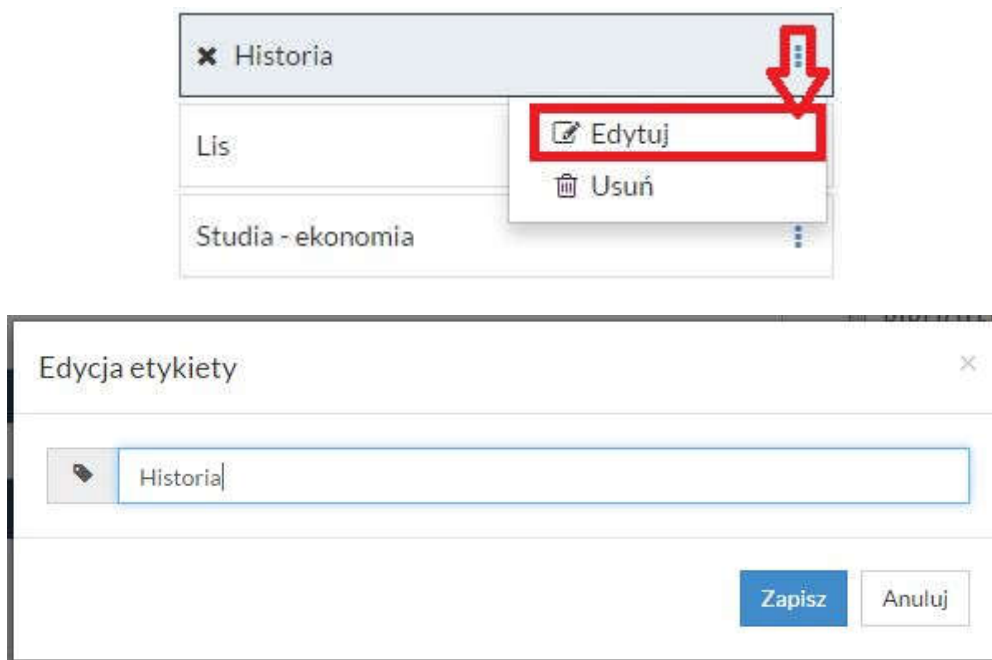 Historia
Edytuj
Lis
Usuń
Studia - ekonomia
Edycja etykiety
Historia
Zapisz Anuluj